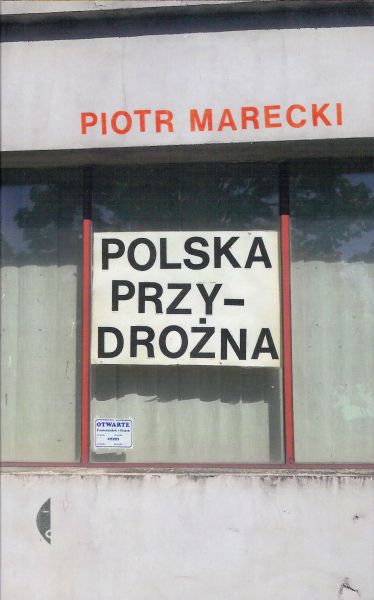 PIOTR MARECKI
POLSKA
PRZY-
DROŻNA
OTWARTE